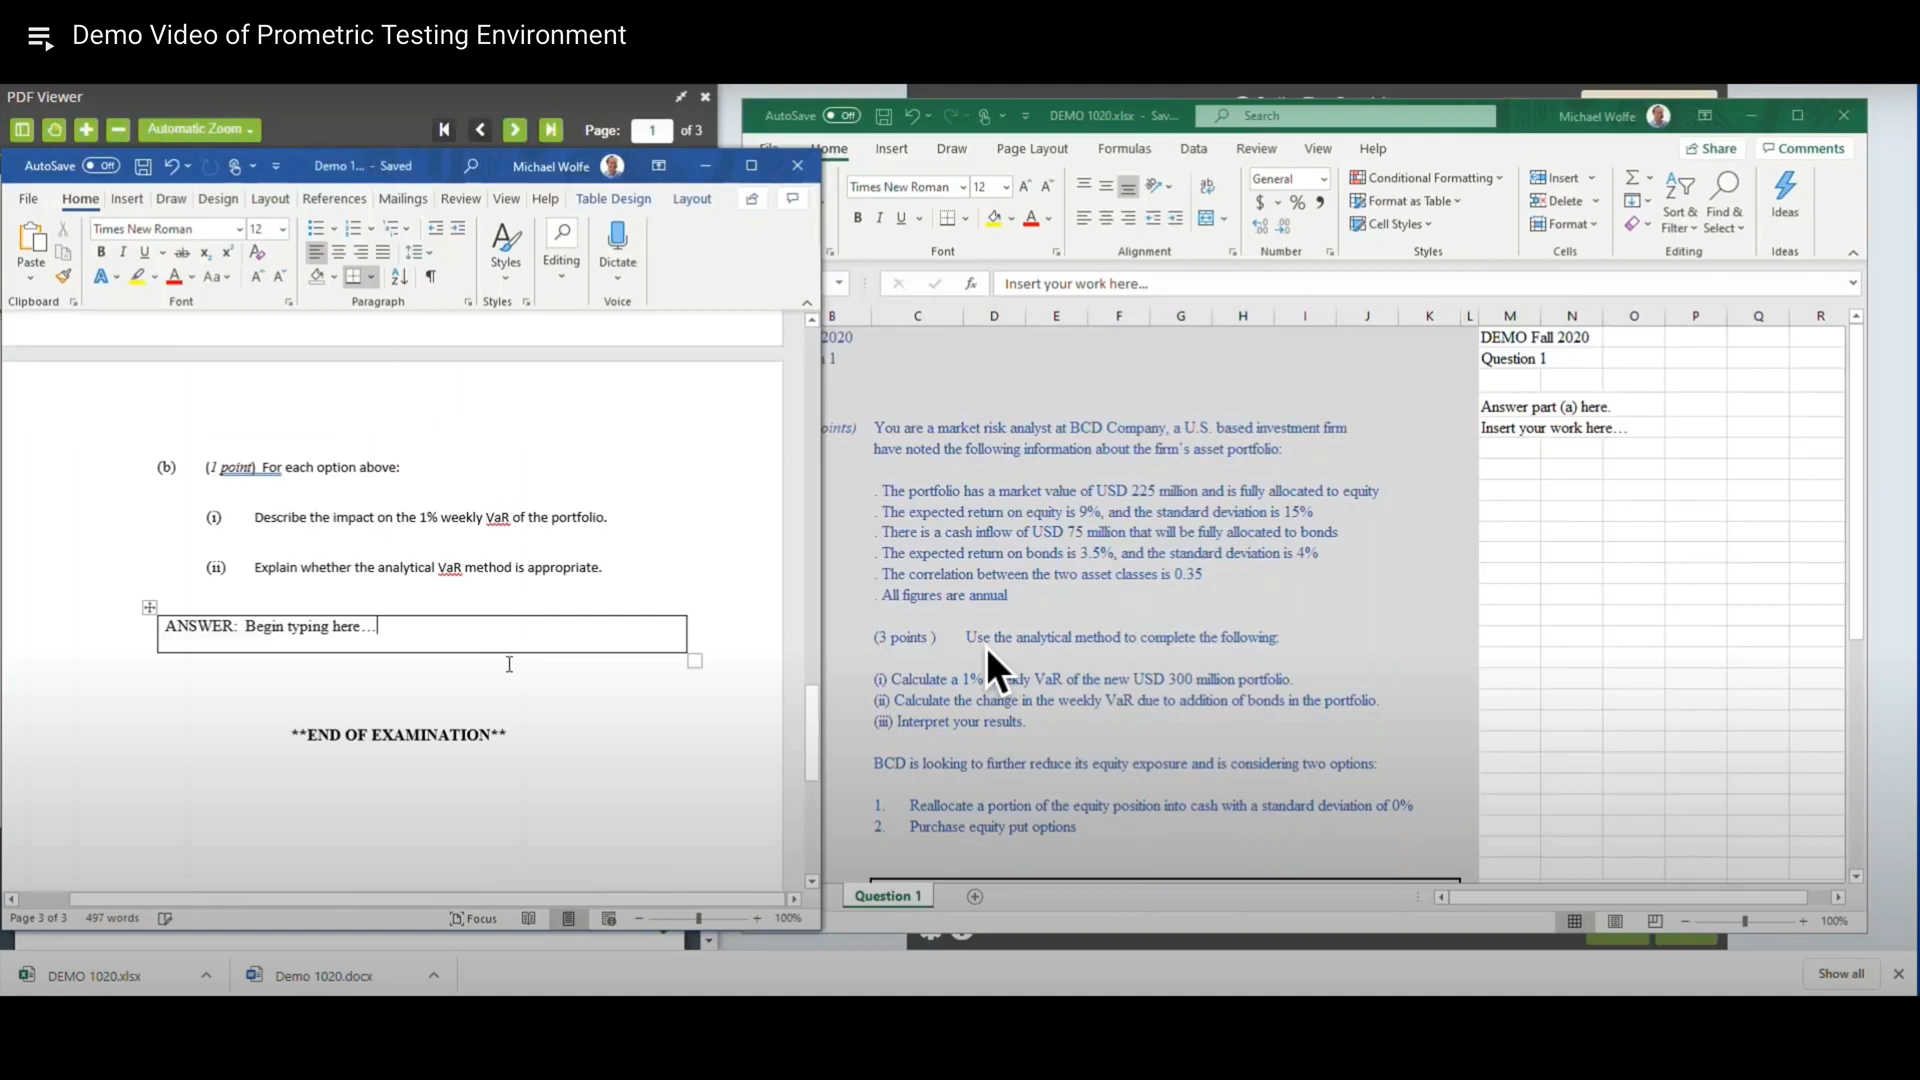 Demo Video of Prometric Testing Environment
PDF Viewer
Automatic Zoom
Page: 1 of 3
AutoSave Off Demo 1... - Saved Michael Wolfe
File Home Insert Draw Design Layout References Mailings Review View Help Table Design Layout
Times New Roman 12
Paste Styles Editing Dictate
Clipboard Font Paragraph Styles Voice
(b) (1 point) For each option above:
(i) Describe the impact on the 1% weekly VaR of the portfolio.
(ii) Explain whether the analytical VaR method is appropriate.
ANSWER: Begin typing here…
**END OF EXAMINATION**
Page 3 of 3 497 words Focus 100%
AutoSave Off DEMO 1020.xlsx - Sav... Search Michael Wolfe
Home Insert Draw Page Layout Formulas Data Review View Help Share Comments
Times New Roman 12 General Conditional Formatting Insert
Format as Table Delete
Cell Styles Format
Sort & Filter Find & Select Ideas
Font Alignment Number Styles Cells Editing Ideas
Insert your work here...
B C D E F G H I J K L M N O P Q R
2020 DEMO Fall 2020
1 Question 1
Answer part (a) here.
Insert your work here…
oints) You are a market risk analyst at BCD Company, a U.S. based investment firm
have noted the following information about the firm's asset portfolio:
. The portfolio has a market value of USD 225 million and is fully allocated to equity
. The expected return on equity is 9%, and the standard deviation is 15%
. There is a cash inflow of USD 75 million that will be fully allocated to bonds
. The expected return on bonds is 3.5%, and the standard deviation is 4%
. The correlation between the two asset classes is 0.35
. All figures are annual
(3 points ) Use the analytical method to complete the following:
(i) Calculate a 1% weekly VaR of the new USD 300 million portfolio.
(ii) Calculate the change in the weekly VaR due to addition of bonds in the portfolio.
(iii) Interpret your results.
BCD is looking to further reduce its equity exposure and is considering two options:
1. Reallocate a portion of the equity position into cash with a standard deviation of 0%
2. Purchase equity put options
Question 1
100%
DEMO 1020.xlsx Demo 1020.docx Show all